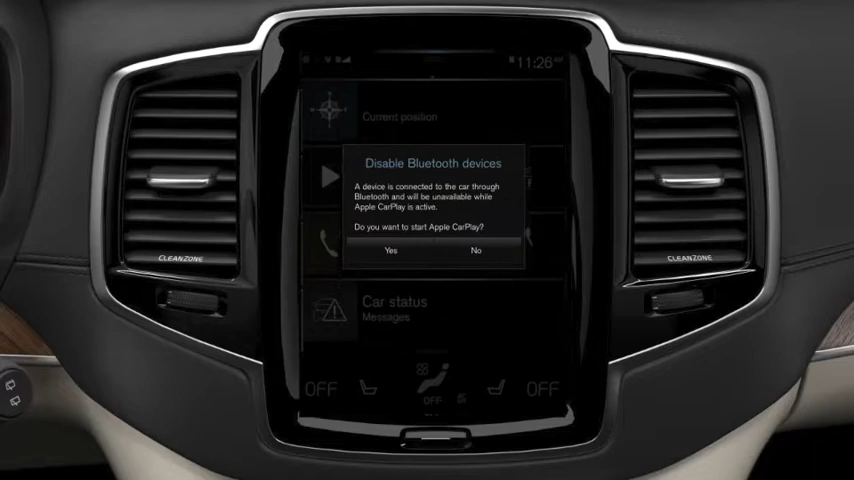 11:26
Current position
Disable Bluetooth devices
A device is connected to the car through
Bluetooth and will be unavailable while
Apple CarPlay is active.
Do you want to start Apple CarPlay?
Yes No
CLEANZONE CLEANZONE
Car status
Messages
OFF OFF OFF